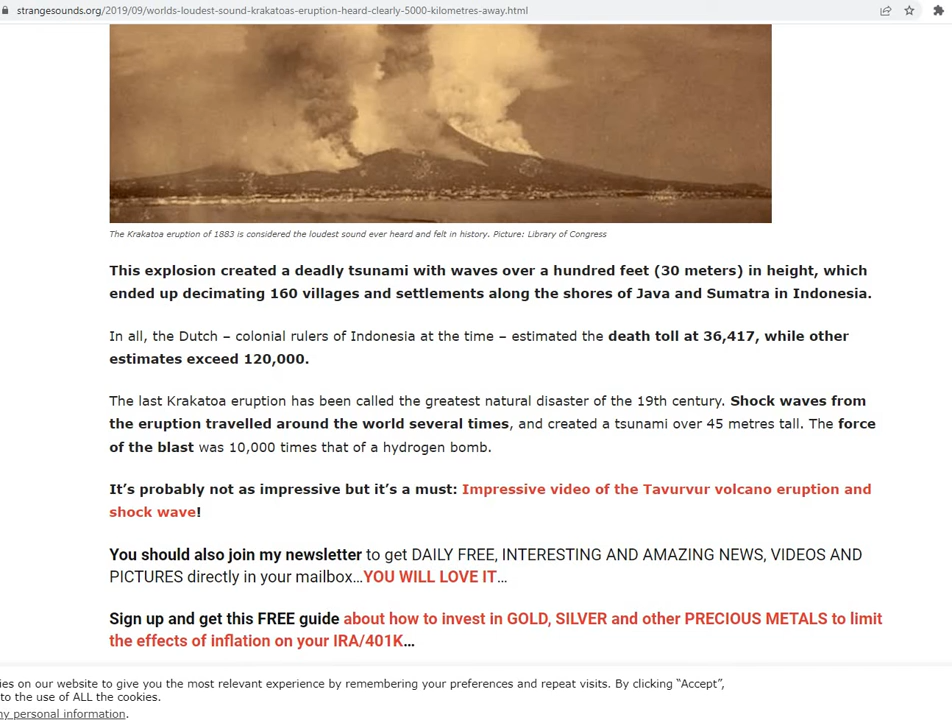 strangesounds.org/2019/09/worlds-loudest-sound-krakatoas-eruption-heard-clearly-5000-kilometres-away.html
The Krakatoa eruption of 1883 is considered the loudest sound ever heard and felt in history. Picture: Library of Congress
This explosion created a deadly tsunami with waves over a hundred feet (30 meters) in height, which
ended up decimating 160 villages and settlements along the shores of Java and Sumatra in Indonesia.
In all, the Dutch – colonial rulers of Indonesia at the time – estimated the death toll at 36,417, while other
estimates exceed 120,000.
The last Krakatoa eruption has been called the greatest natural disaster of the 19th century. Shock waves from
the eruption travelled around the world several times, and created a tsunami over 45 metres tall. The force
of the blast was 10,000 times that of a hydrogen bomb.
It’s probably not as impressive but it’s a must: Impressive video of the Tavurvur volcano eruption and
shock wave!
You should also join my newsletter to get DAILY FREE, INTERESTING AND AMAZING NEWS, VIDEOS AND
PICTURES directly in your mailbox…YOU WILL LOVE IT…
Sign up and get this FREE guide about how to invest in GOLD, SILVER and other PRECIOUS METALS to limit
the effects of inflation on your IRA/401K…
ies on our website to give you the most relevant experience by remembering your preferences and repeat visits. By clicking “Accept”,
to the use of ALL the cookies.
ny personal information.